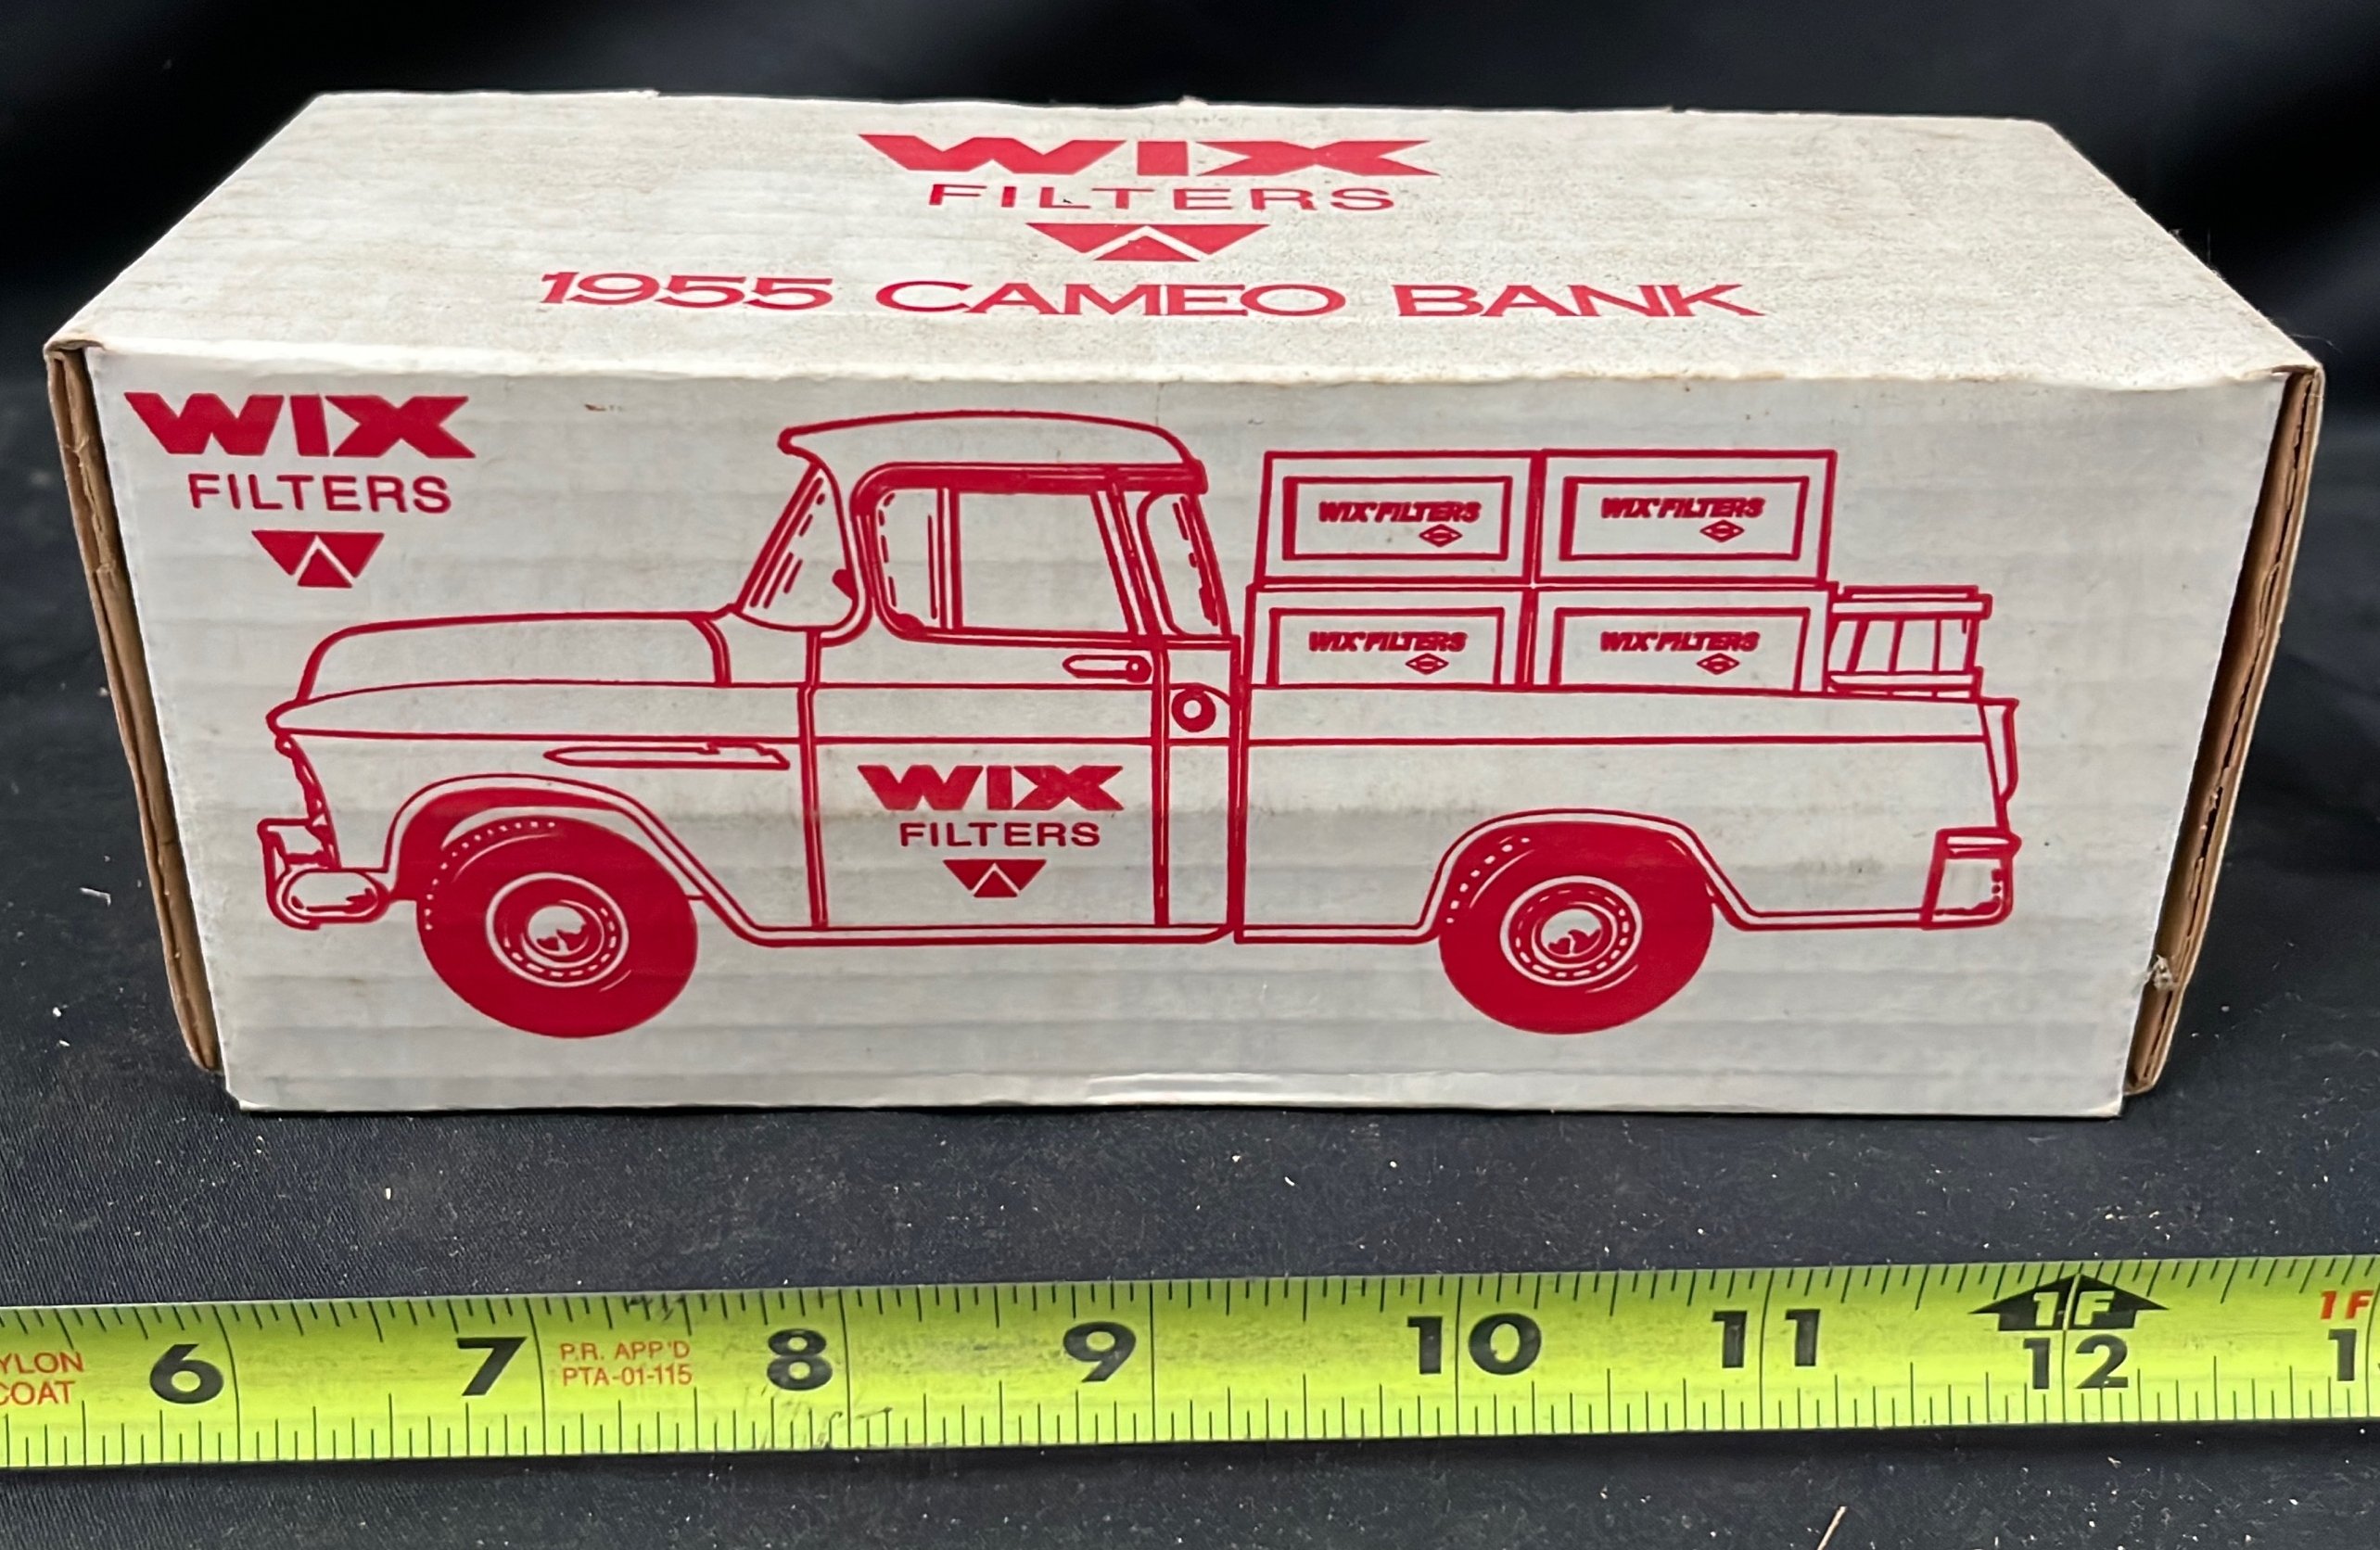 WIX
FILTERS
1955 CAMEO BANK
WIX
FILTERS
WIX FILTERS
WIX FILTERS
WIX FILTERS
WIX FILTERS
WIX
FILTERS
YLON
COAT
6
7
P.R. APP'D
PTA-01-115
8
9
10
11
1F
12
1F
1